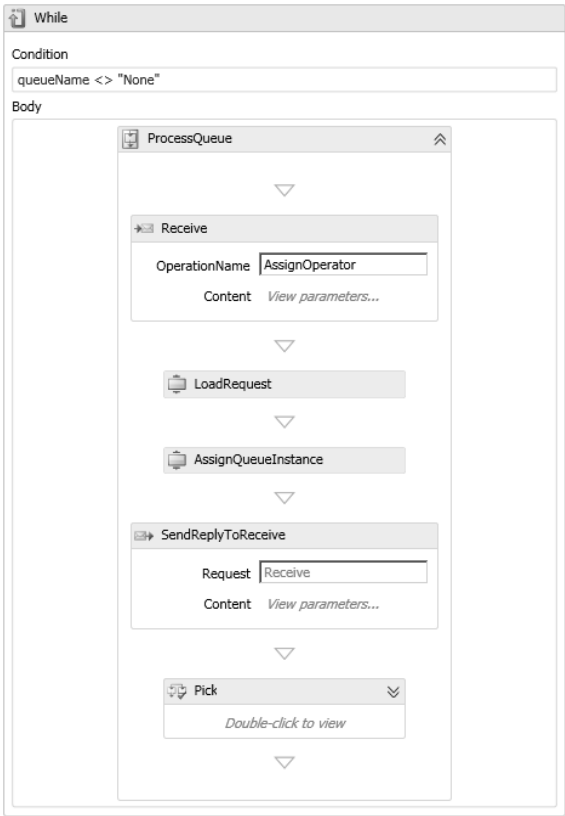 While
Condition
queueName <> "None"
Body
ProcessQueue
Receive
OperationName AssignOperator
Content View parameters...
LoadRequest
AssignQueueInstance
SendReplyToReceive
Request Receive
Content View parameters...
Pick
Double-click to view